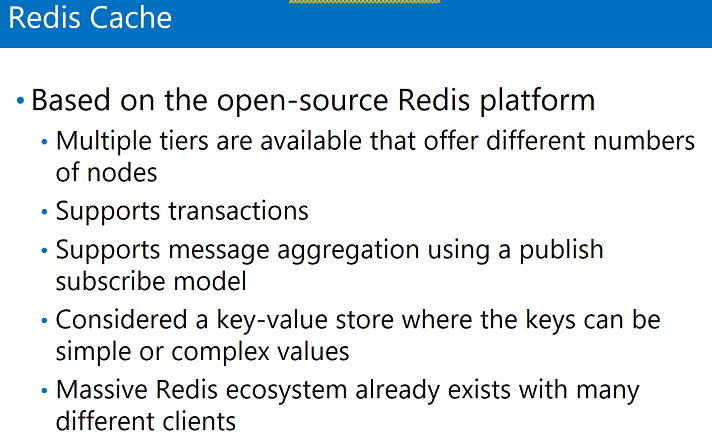 Redis Cache
• Based on the open-source Redis platform
• Multiple tiers are available that offer different numbers
of nodes
• Supports transactions
• Supports message aggregation using a publish
subscribe model
• Considered a key-value store where the keys can be
simple or complex values
• Massive Redis ecosystem already exists with many
different clients